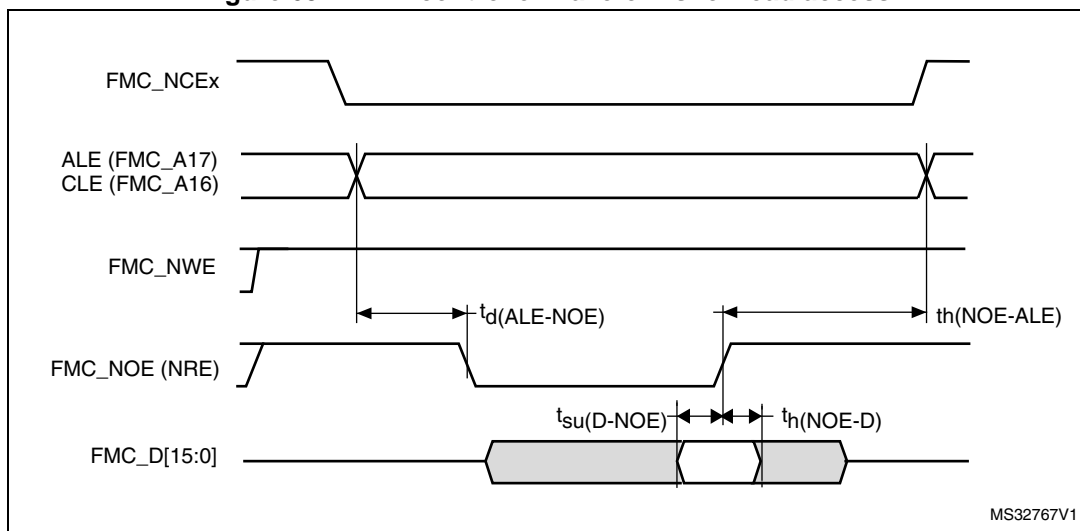 FMC_NCEx
ALE (FMC_A17)
CLE (FMC_A16)
FMC_NWE
td(ALE-NOE)
th(NOE-ALE)
FMC_NOE (NRE)
tsu(D-NOE)
th(NOE-D)
FMC_D[15:0]
MS32767V1